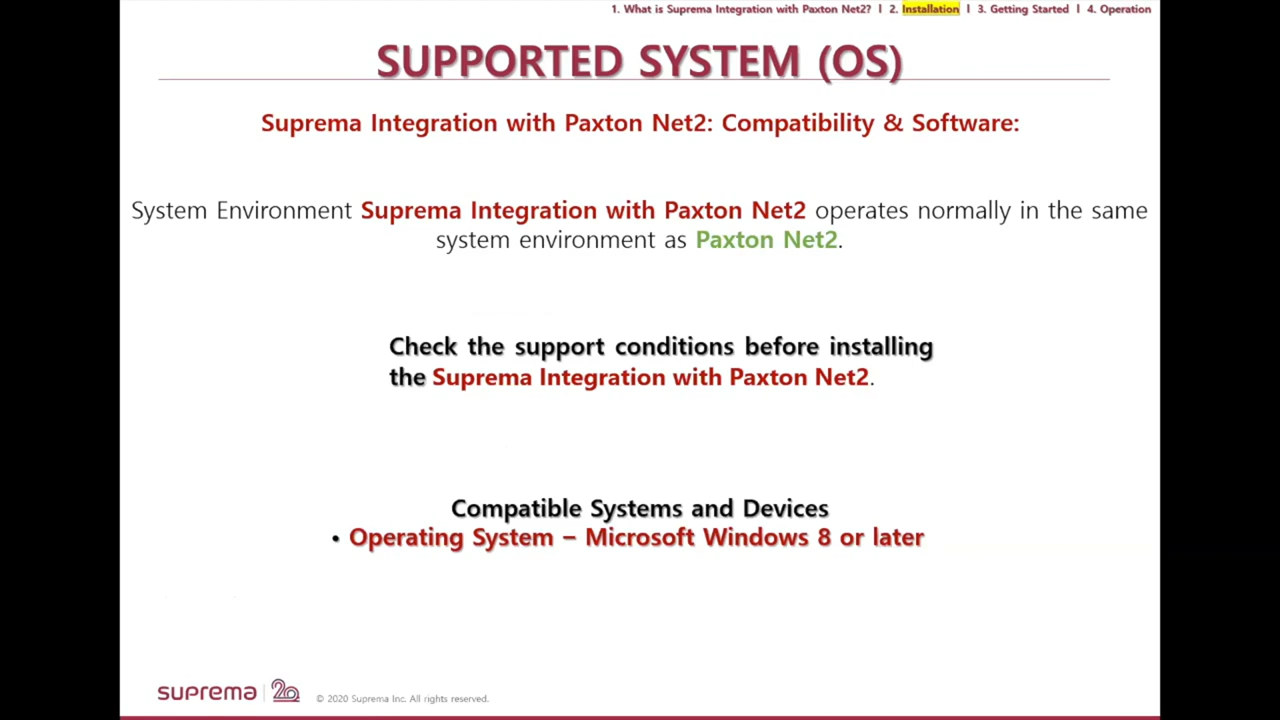 1. What is Suprema Integration with Paxton Net2? l 2. Installation l 3. Getting Started l 4. Operation
SUPPORTED SYSTEM (OS)
Suprema Integration with Paxton Net2: Compatibility & Software:
System Environment Suprema Integration with Paxton Net2 operates normally in the same
system environment as Paxton Net2.
Check the support conditions before installing
the Suprema Integration with Paxton Net2.
Compatible Systems and Devices
• Operating System – Microsoft Windows 8 or later
suprema 20 © 2020 Suprema Inc. All rights reserved.